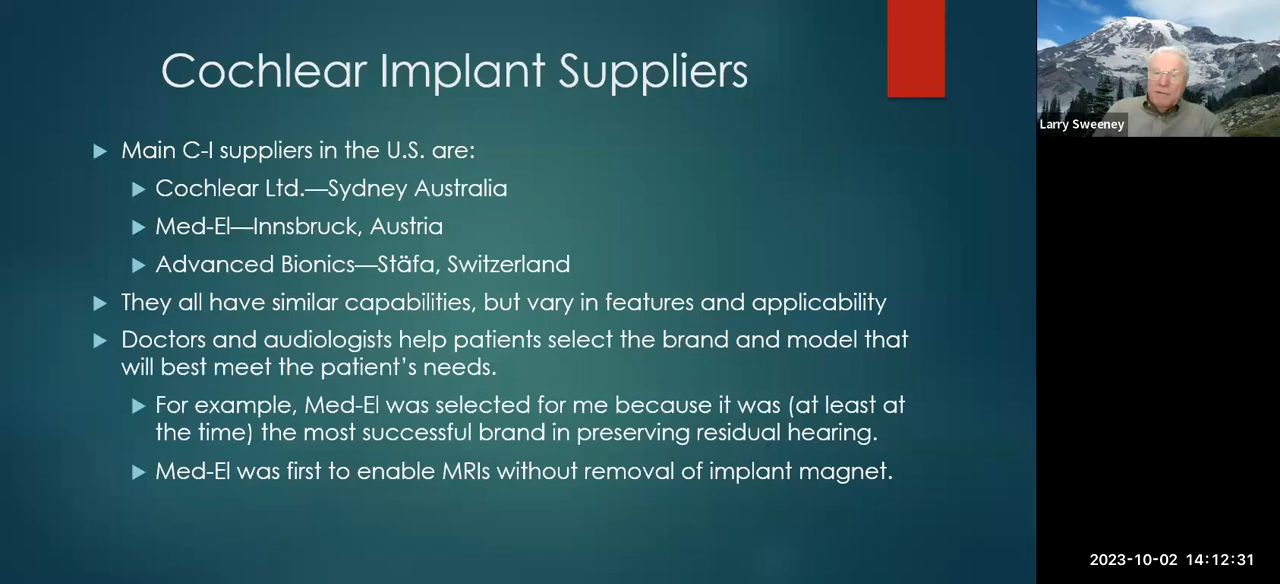 Cochlear Implant Suppliers
Main C-I suppliers in the U.S. are:
Cochlear Ltd.—Sydney Australia
Med-El—Innsbruck, Austria
Advanced Bionics—Stäfa, Switzerland
They all have similar capabilities, but vary in features and applicability
Doctors and audiologists help patients select the brand and model that
will best meet the patient’s needs.
For example, Med-El was selected for me because it was (at least at
the time) the most successful brand in preserving residual hearing.
Med-El was first to enable MRIs without removal of implant magnet.
Larry Sweeney
2023-10-02 14:12:31